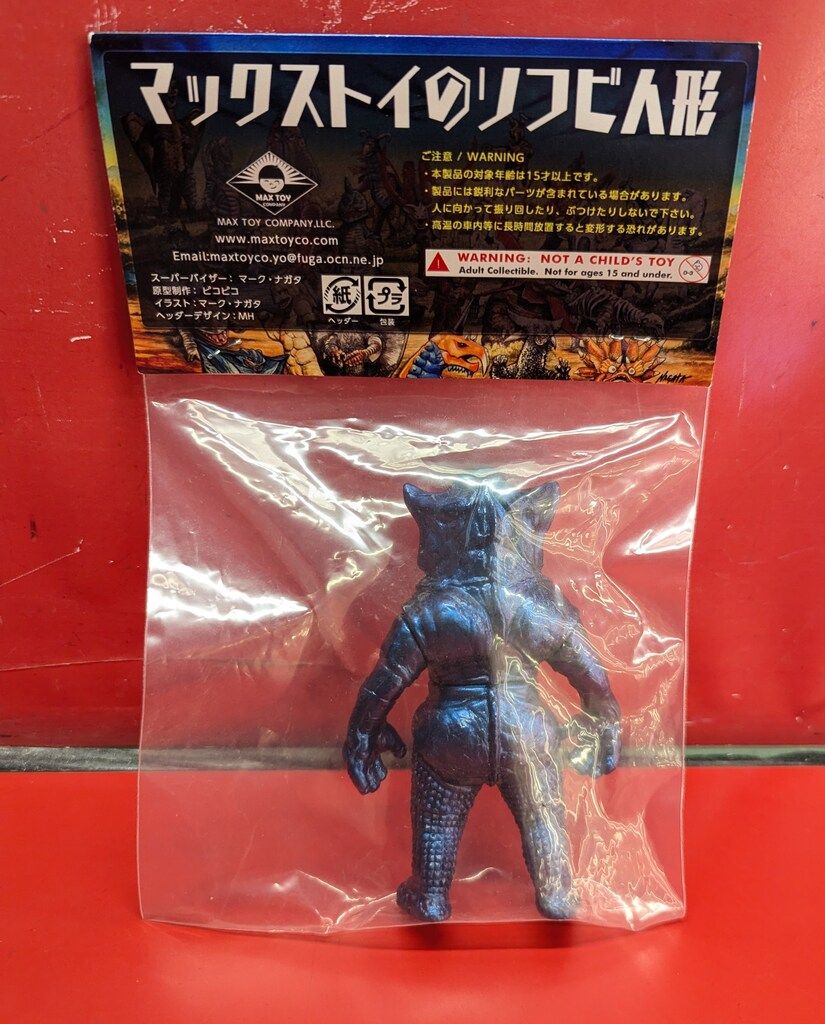 マックストイのソフビ人形
MAX TOY
COMPANY
MAX TOY COMPANY,LLC.
www.maxtoyco.com
Email:maxtoyco.yo@fuga.ocn.ne.jp
スーパーバイザー：マーク・ナガタ
原型制作：ピコピコ
イラスト：マーク・ナガタ
ヘッダーデザイン：MH
紙
ヘッダー
プラ
包装
ご注意 / WARNING
・本製品の対象年齢は15才以上です。
・製品には鋭利なパーツが含まれている場合があります。
人に向かって振り回したり、ぶつけたりしないで下さい。
・高温の車内等に長時間放置すると変形する恐れがあります。
WARNING: NOT A CHILD'S TOY
Adult Collectible. Not for ages 15 and under.
0-3
NAGATA